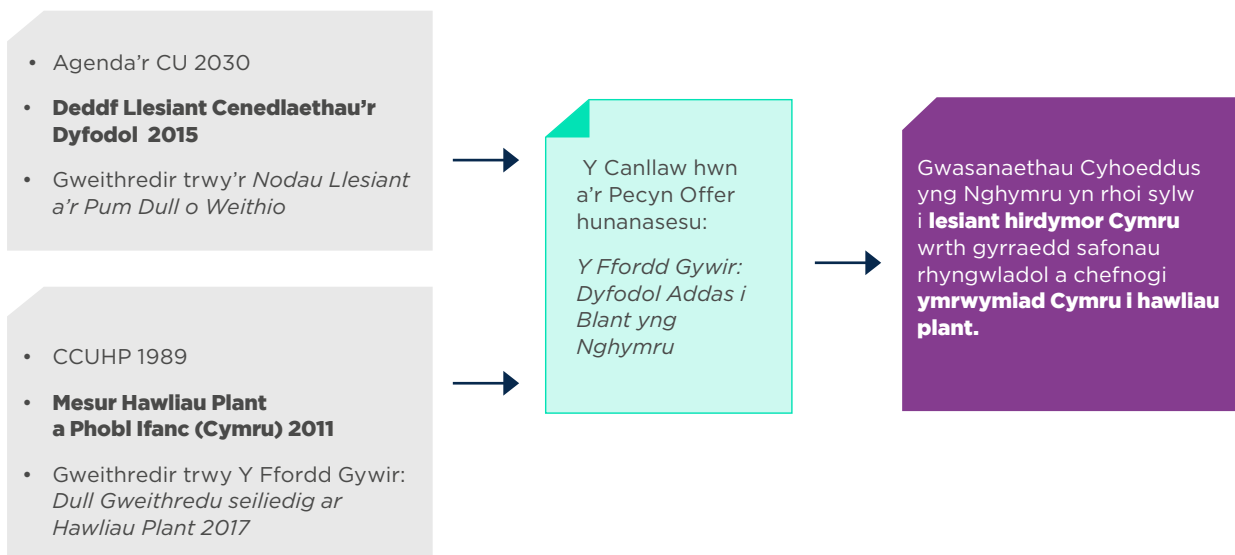 • Agenda’r CU 2030
• Deddf Llesiant Cenedlaethau’r
Dyfodol 2015
• Gweithredir trwy’r Nodau Llesiant
a’r Pum Dull o Weithio
• CCUHP 1989
• Mesur Hawliau Plant
a Phobl Ifanc (Cymru) 2011
• Gweithredir trwy Y Ffordd Gywir:
Dull Gweithredu seiliedig ar
Hawliau Plant 2017
Y Canllaw hwn
a’r Pecyn Offer
hunanasesu:
Y Ffordd Gywir:
Dyfodol Addas i
Blant yng
Nghymru
Gwasanaethau Cyhoeddus
yng Nghymru yn rhoi sylw
i lesiant hirdymor Cymru
wrth gyrraedd safonau
rhyngwladol a chefnogi
ymrwymiad Cymru i hawliau
plant.